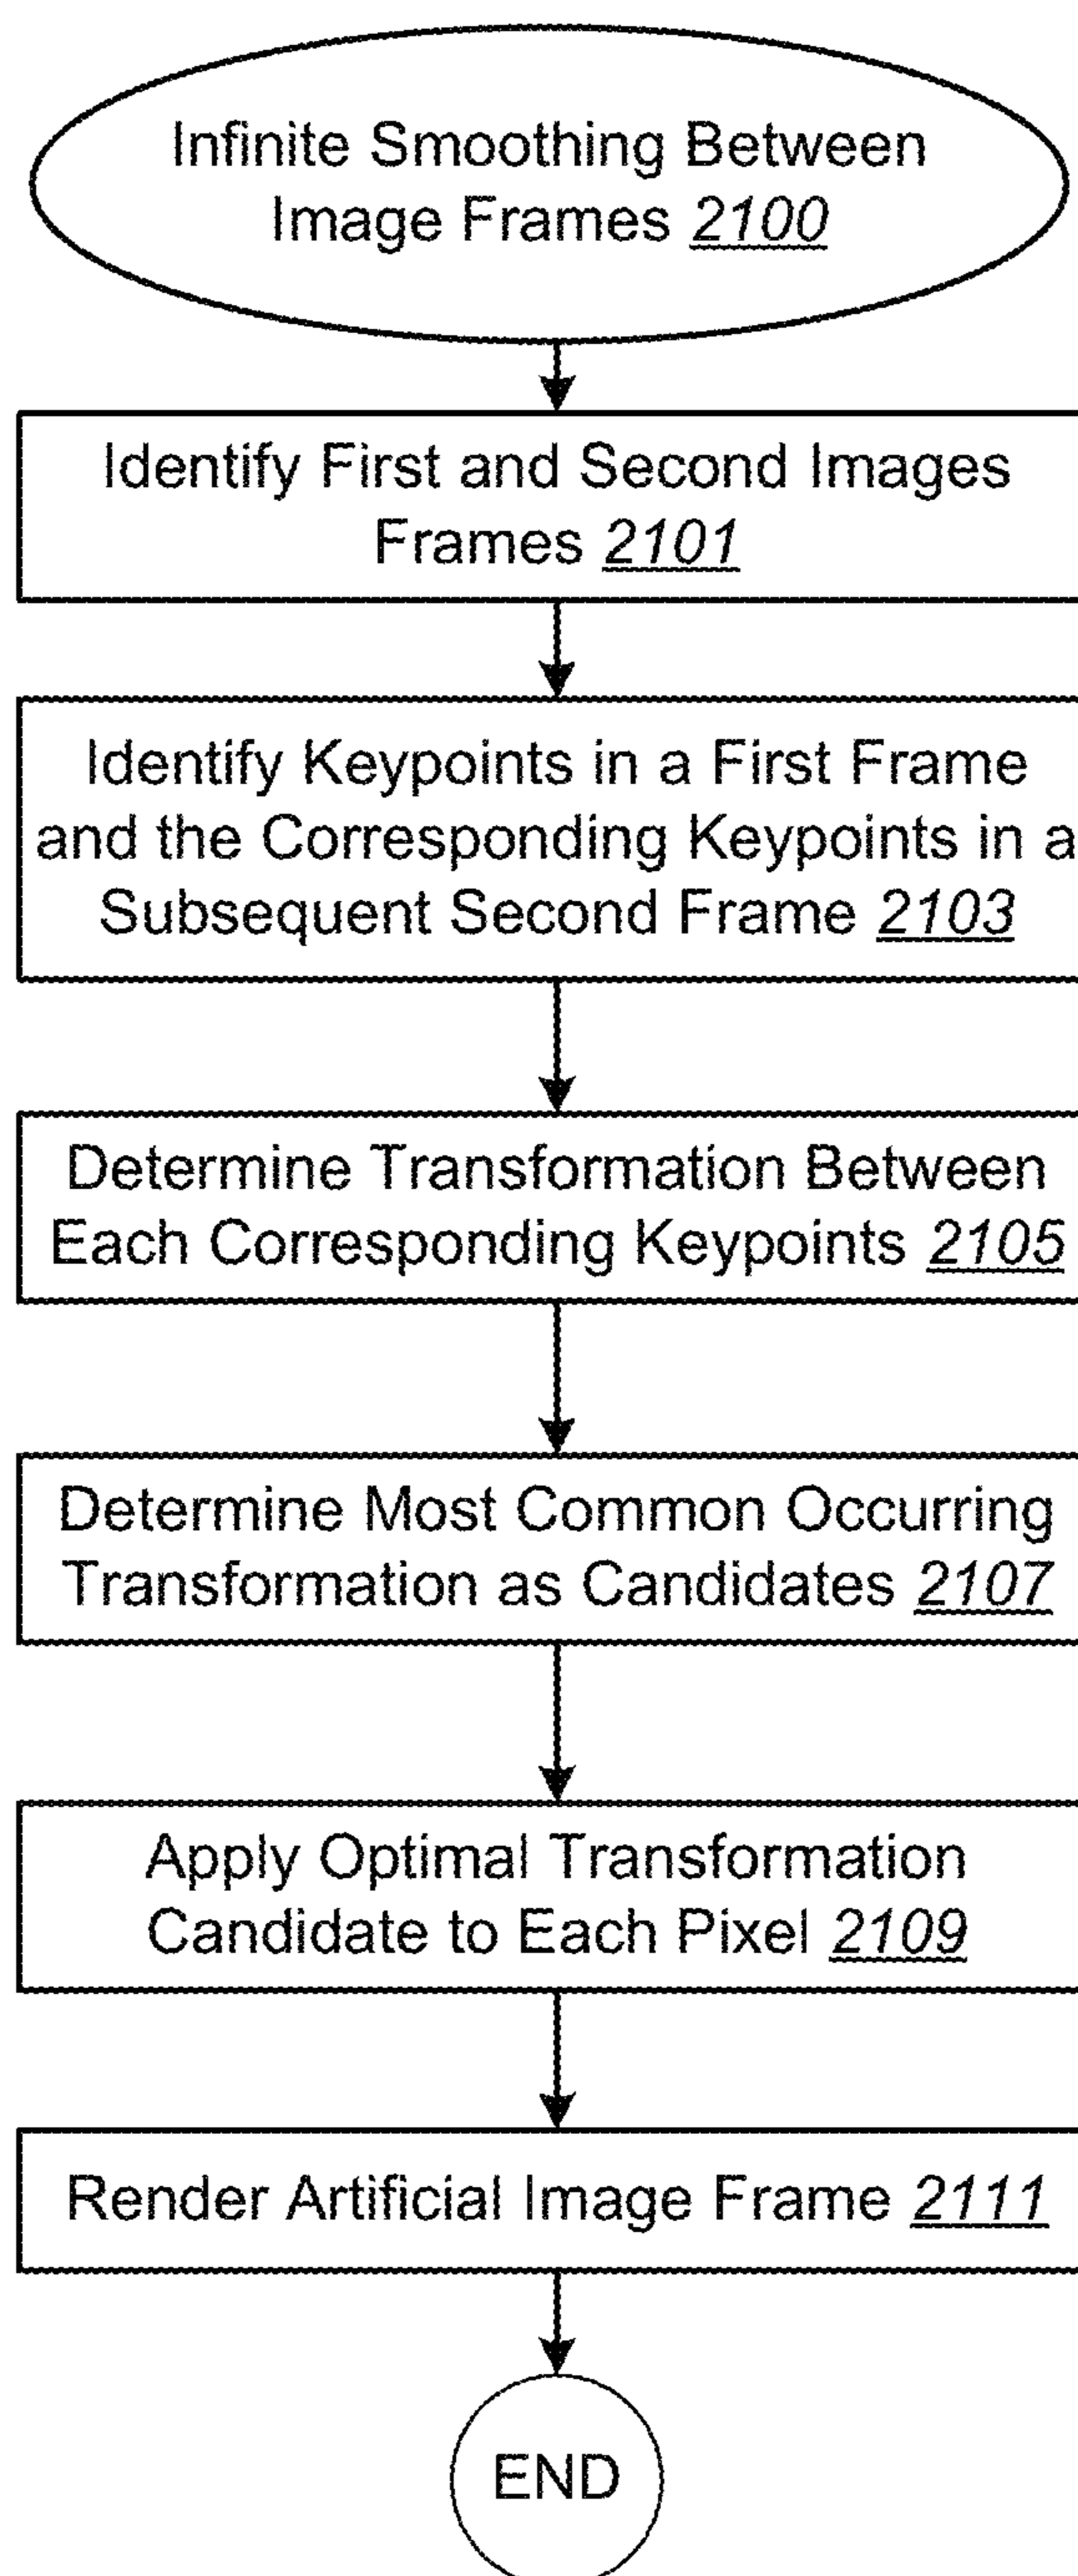 Infinite Smoothing Between
Image Frames 2100
Identify First and Second Images
Frames 2101
Identify Keypoints in a First Frame
and the Corresponding Keypoints in a
Subsequent Second Frame 2103
Determine Transformation Between
Each Corresponding Keypoints 2105
Determine Most Common Occurring
Transformation as Candidates 2107
Apply Optimal Transformation
Candidate to Each Pixel 2109
Render Artificial Image Frame 2111
END